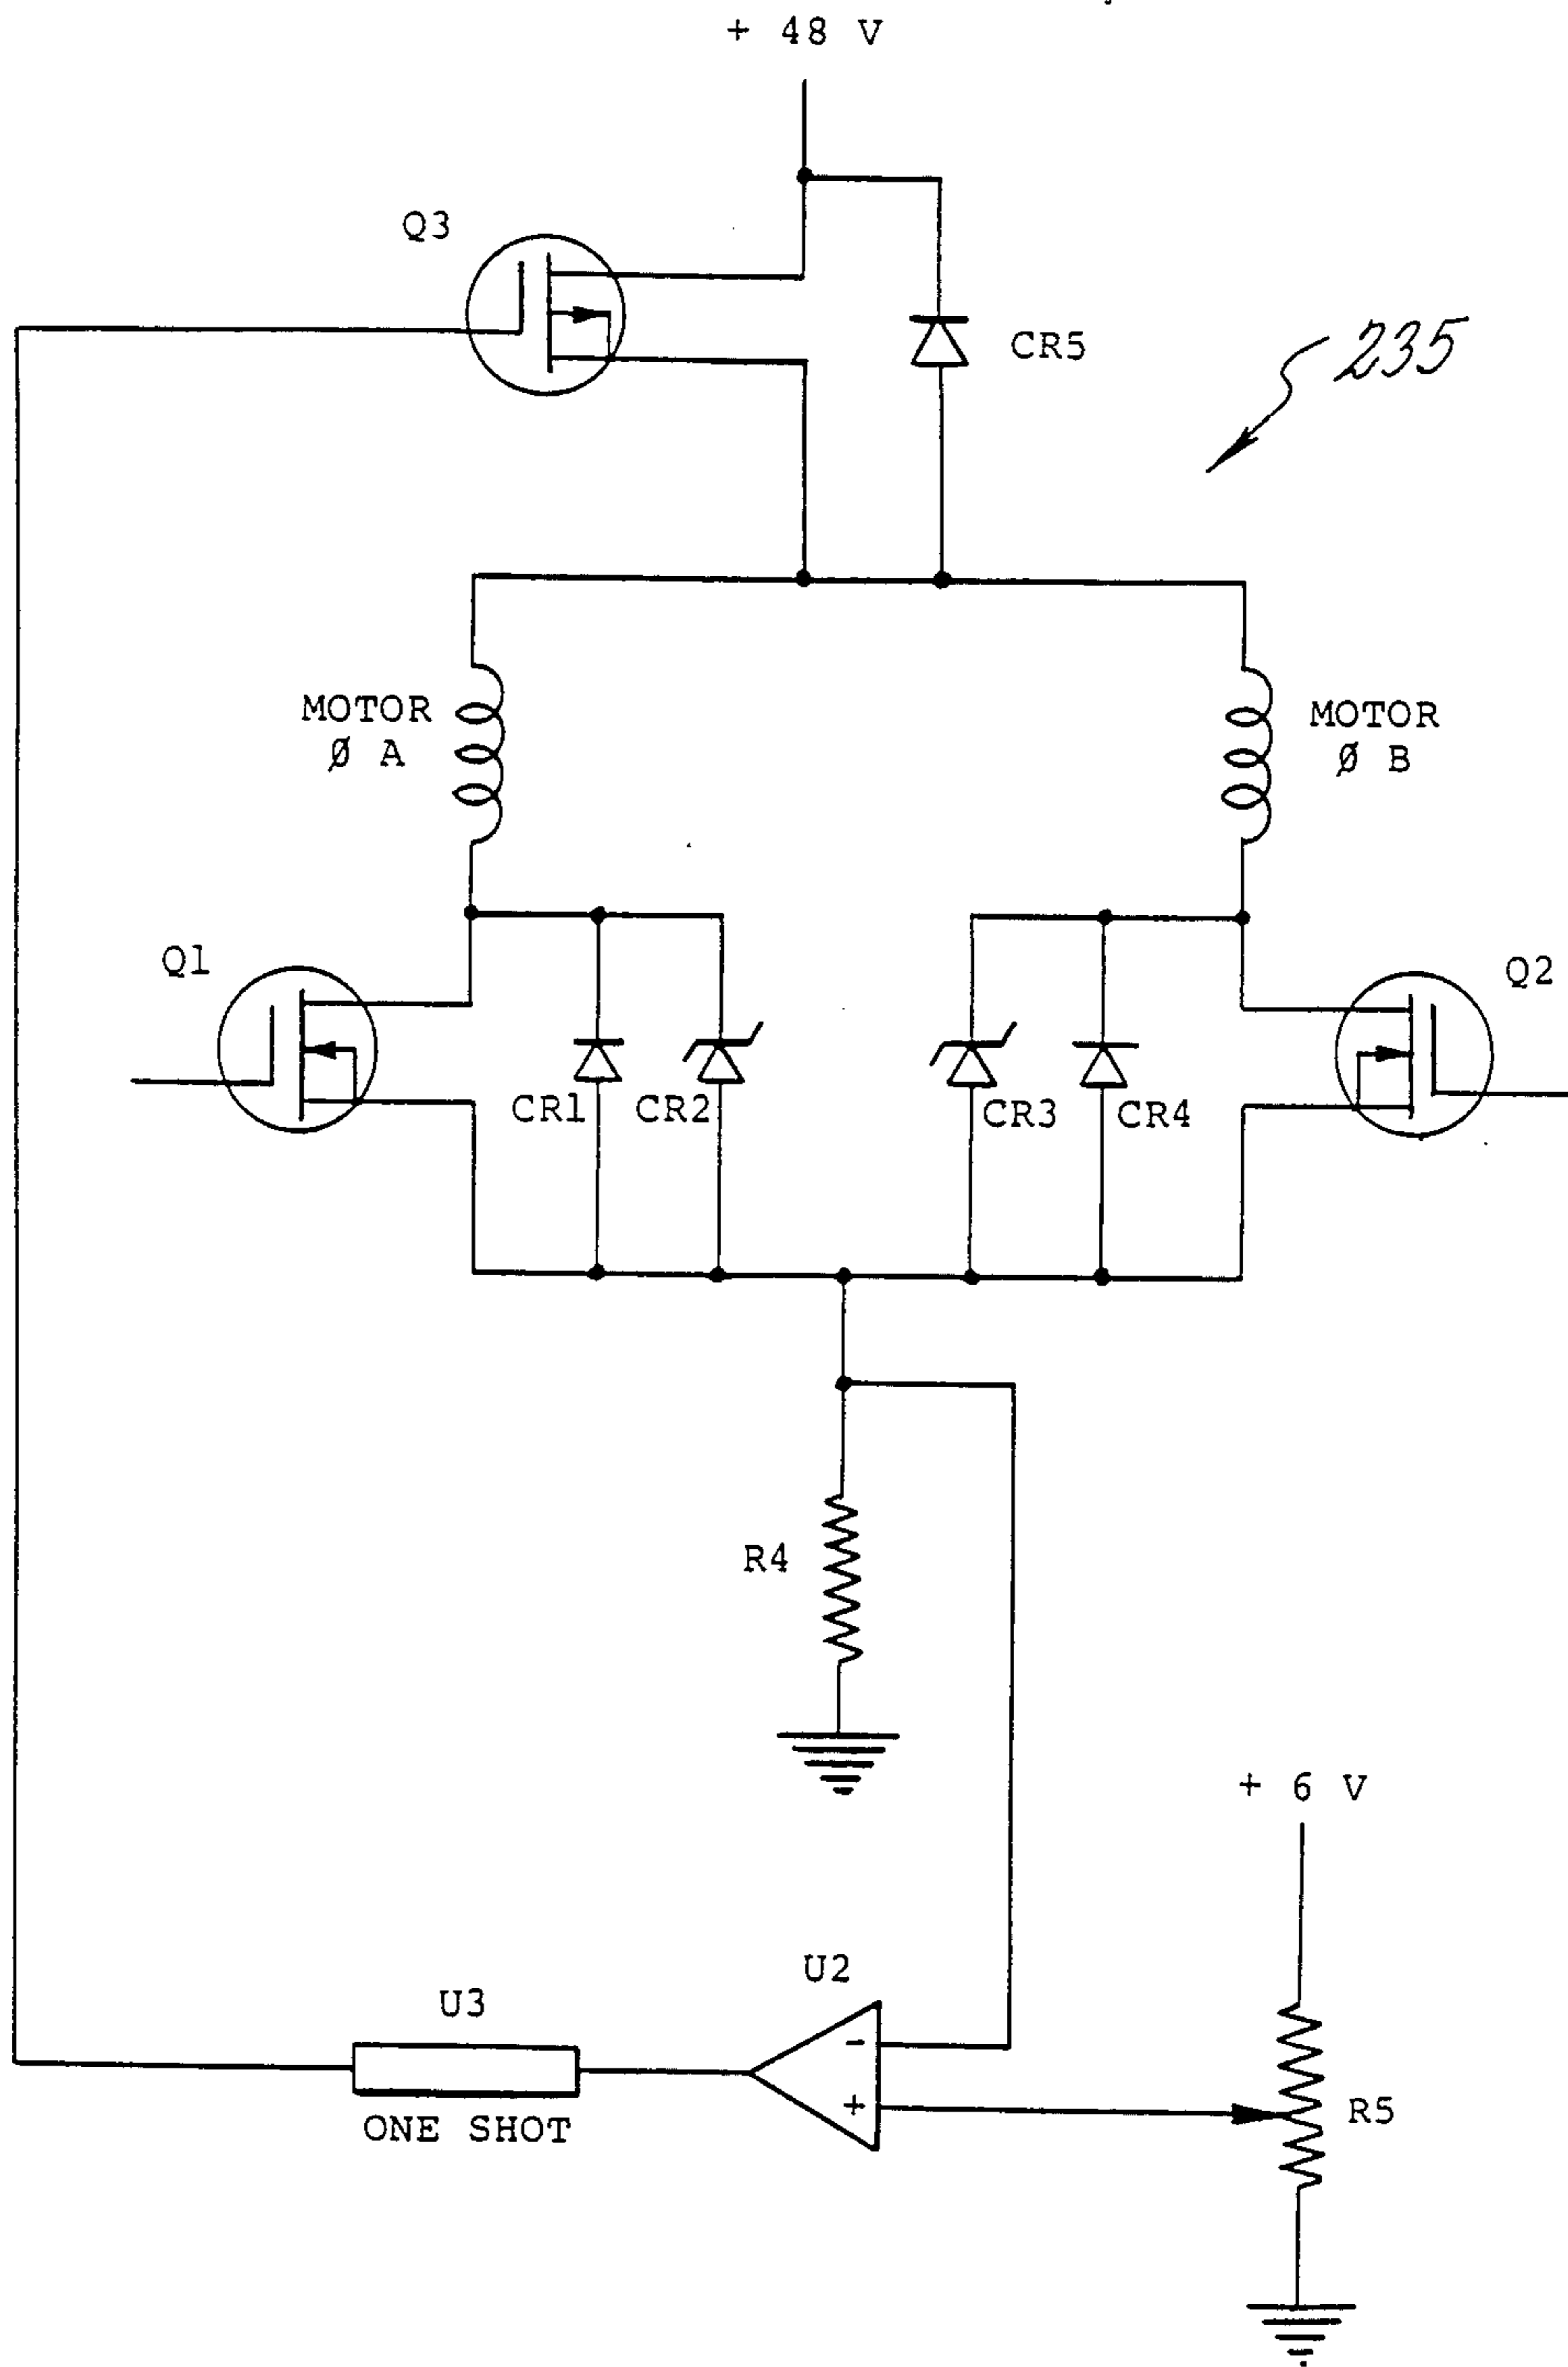 + 48 V
Q3
CR5
235
MOTOR
Ø A
MOTOR
Ø B
Q1
Q2
CR1
CR2
CR3
CR4
R4
+ 6 V
U2
U3
-
+
R5
ONE SHOT